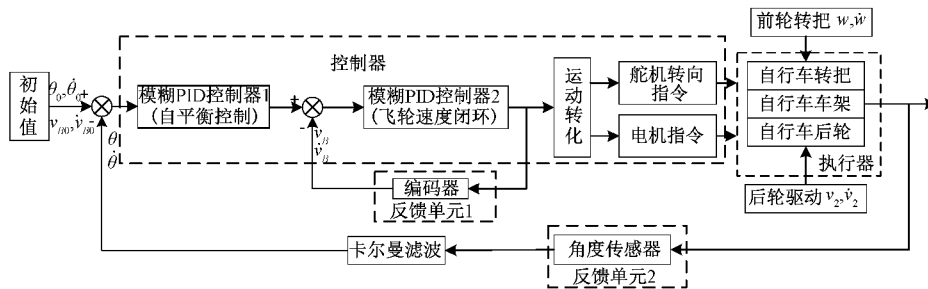 前轮转把 w,ẇ
控制器
初
始
值
θ₀,θ̇₀
+
v_{B0},v̇_{B0}
-
θ
θ̇
模糊PID控制器1
(自平衡控制)
+
-
v_B
v̇_B
模糊PID控制器2
(飞轮速度闭环)
运
动
转
化
舵机转向
指令
电机指令
自行车转把
自行车车架
自行车后轮
执行器
后轮驱动 v₂,v̇₂
编码器
反馈单元1
卡尔曼滤波
角度传感器
反馈单元2